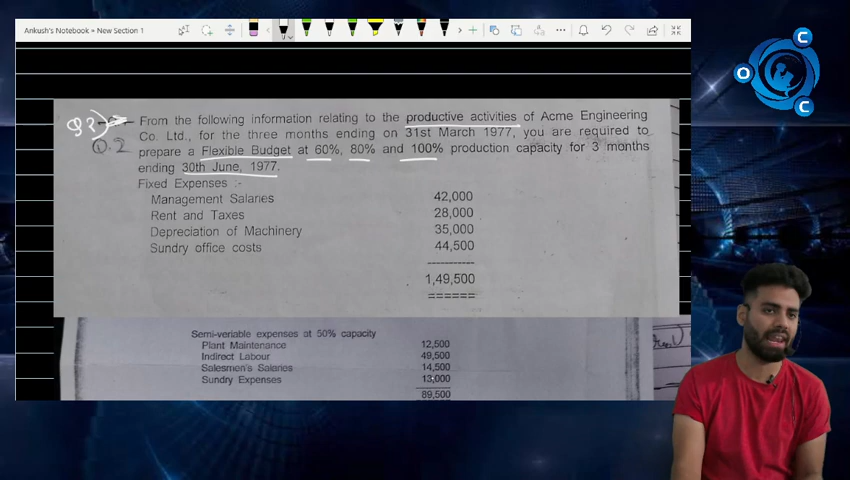 Ankush's Notebook » New Section 1
C
O
C
Q2)
Q.2
From the following information relating to the productive activities of Acme Engineering
Co. Ltd., for the three months ending on 31st March 1977, you are required to
prepare a Flexible Budget at 60%, 80% and 100% production capacity for 3 months
ending 30th June, 1977.
Fixed Expenses :-
Management Salaries 42,000
Rent and Taxes 28,000
Depreciation of Machinery 35,000
Sundry office costs 44,500
1,49,500
Semi-veriable expenses at 50% capacity
Plant Maintenance 12,500
Indirect Labour 49,500
Salesmen's Salaries 14,500
Sundry Expenses 13,000
89,500